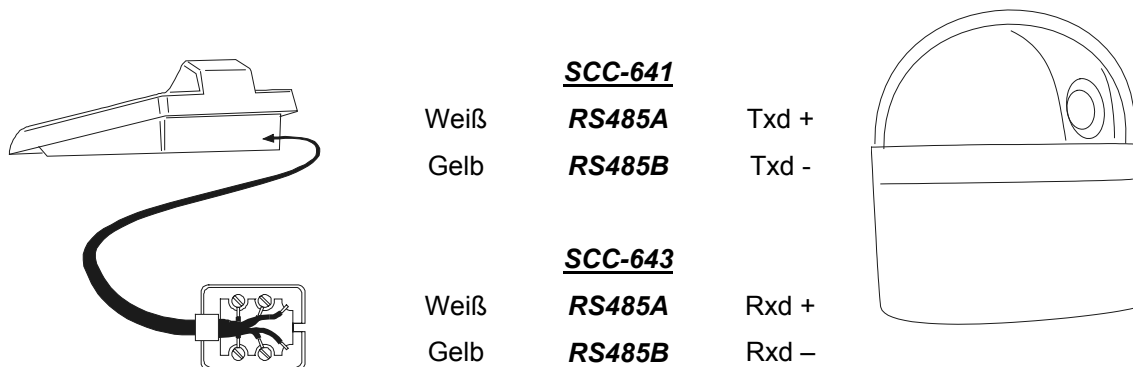 SCC-641
Weiß RS485A Txd +
Gelb RS485B Txd -
SCC-643
Weiß RS485A Rxd +
Gelb RS485B Rxd –